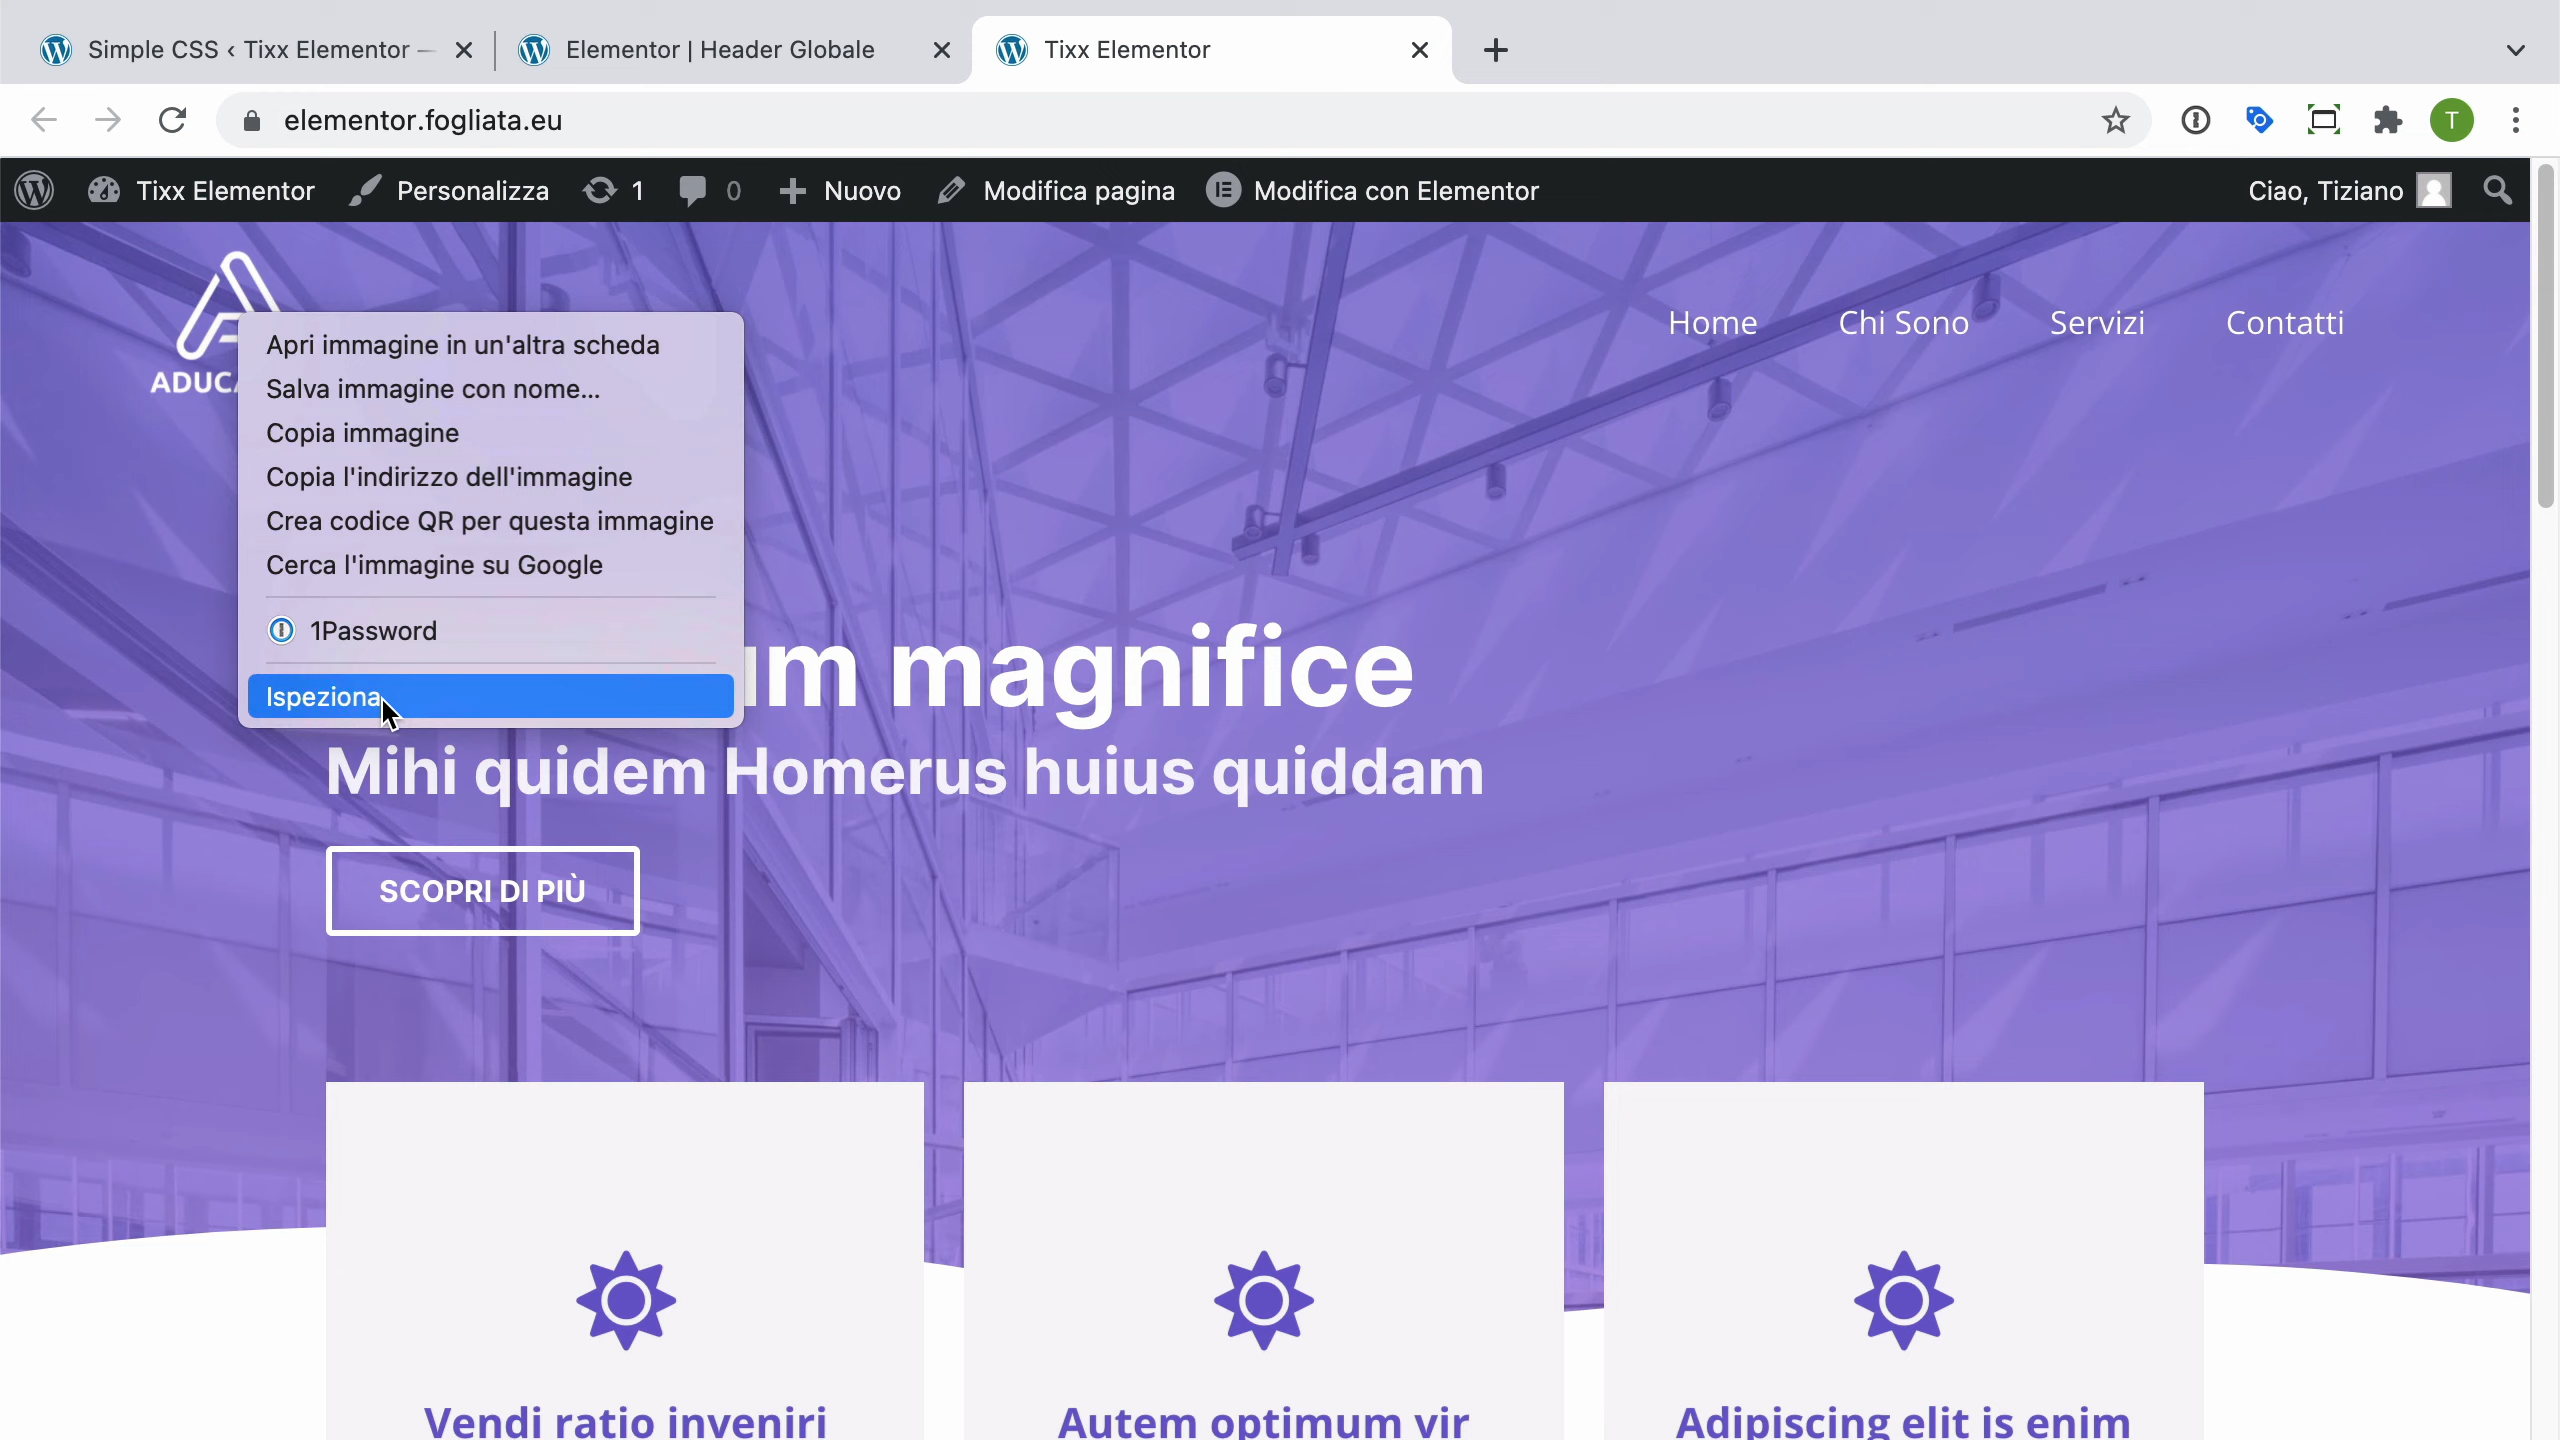 Simple CSS ‹ Tixx Elementor —
Elementor | Header Globale
Tixx Elementor
elementor.fogliata.eu
T
Tixx Elementor
Personalizza
1
0
Nuovo
Modifica pagina
Modifica con Elementor
Ciao, Tiziano
Home
Chi Sono
Servizi
Contatti
Apri immagine in un'altra scheda
Salva immagine con nome...
Copia immagine
Copia l'indirizzo dell'immagine
Crea codice QR per questa immagine
Cerca l'immagine su Google
1Password
Ispeziona
magnifice
Mihi quidem Homerus huius quiddam
SCOPRI DI PIÙ
Vendi ratio inveniri
Autem optimum vir
Adipiscing elit is enim